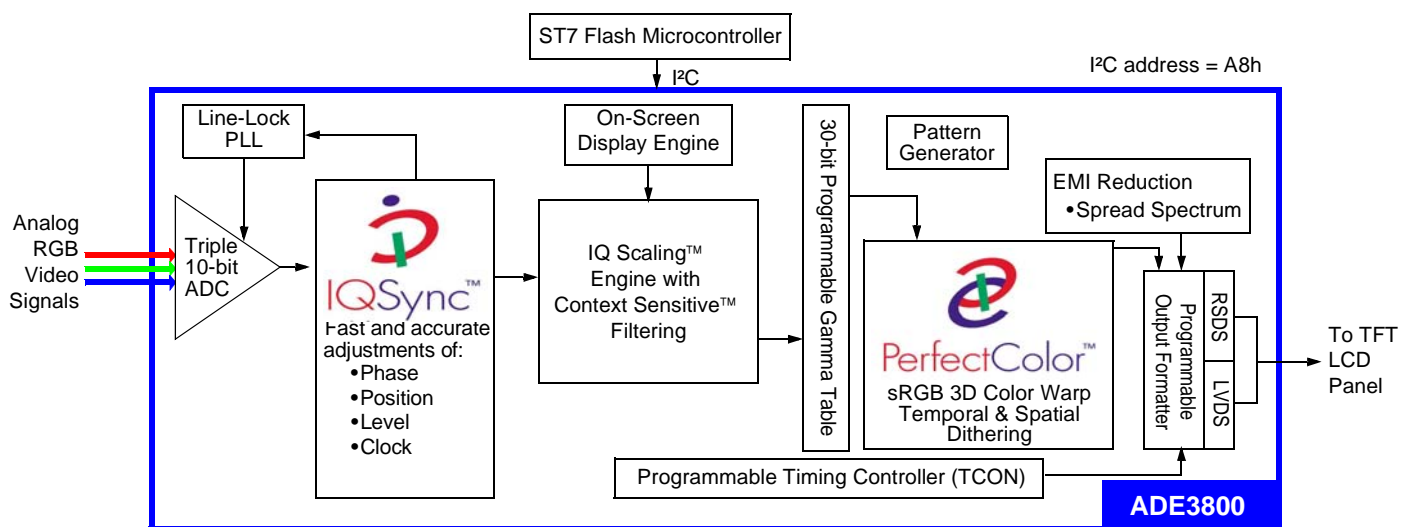 ST7 Flash Microcontroller
I²C
I²C address = A8h
Line-Lock
PLL
On-Screen
Display Engine
30-bit Programmable Gamma Table
Pattern
Generator
EMI Reduction
•Spread Spectrum
Analog
RGB
Video
Signals
Triple
10-bit
ADC
IQSync™
Fast and accurate
adjustments of:
•Phase
•Position
•Level
•Clock
IQ Scaling™
Engine with
Context Sensitive™
Filtering
PerfectColor™
sRGB 3D Color Warp
Temporal & Spatial
Dithering
Programmable
Output Formatter
RSDS
LVDS
To TFT
LCD
Panel
Programmable Timing Controller (TCON)
ADE3800